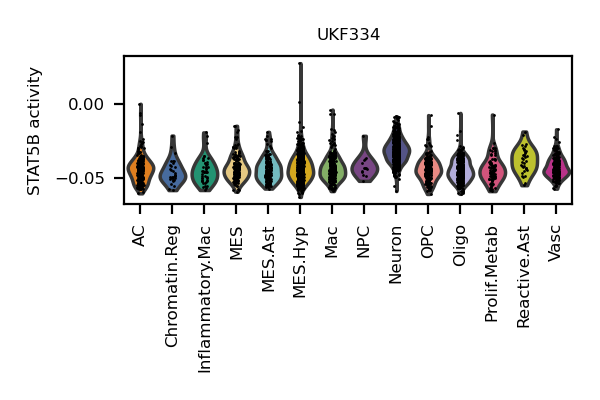 UKF334
STAT5B activity
0.00
−0.05
AC
Chromatin.Reg
Inflammatory.Mac
MES
MES.Ast
MES.Hyp
Mac
NPC
Neuron
OPC
Oligo
Prolif.Metab
Reactive.Ast
Vasc